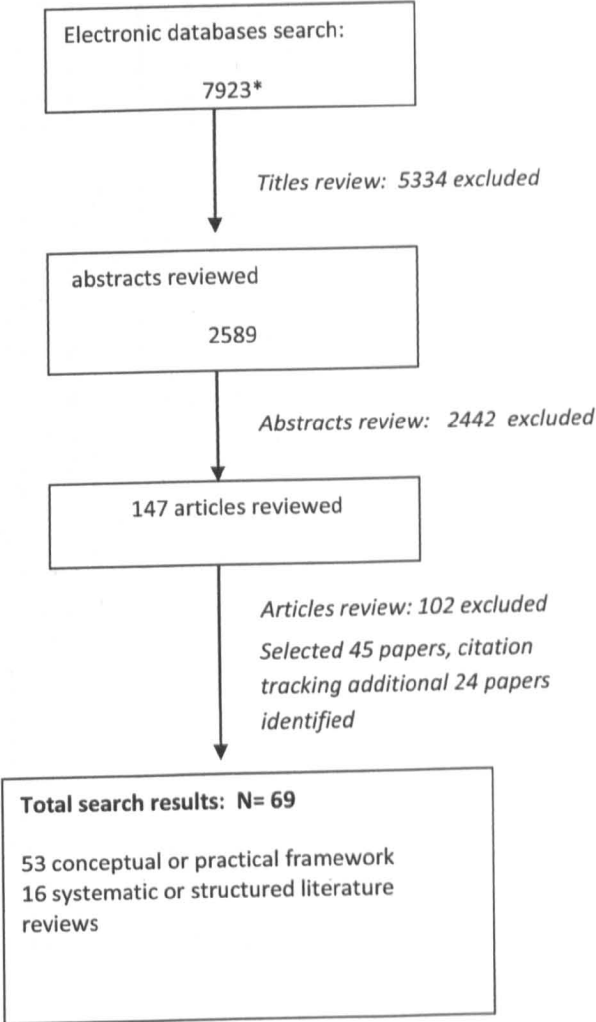 Electronic databases search:
7923*
Titles review: 5334 excluded
abstracts reviewed
2589
Abstracts review: 2442 excluded
147 articles reviewed
Articles review: 102 excluded
Selected 45 papers, citation
tracking additional 24 papers
identified
Total search results: N= 69
53 conceptual or practical framework
16 systematic or structured literature
reviews